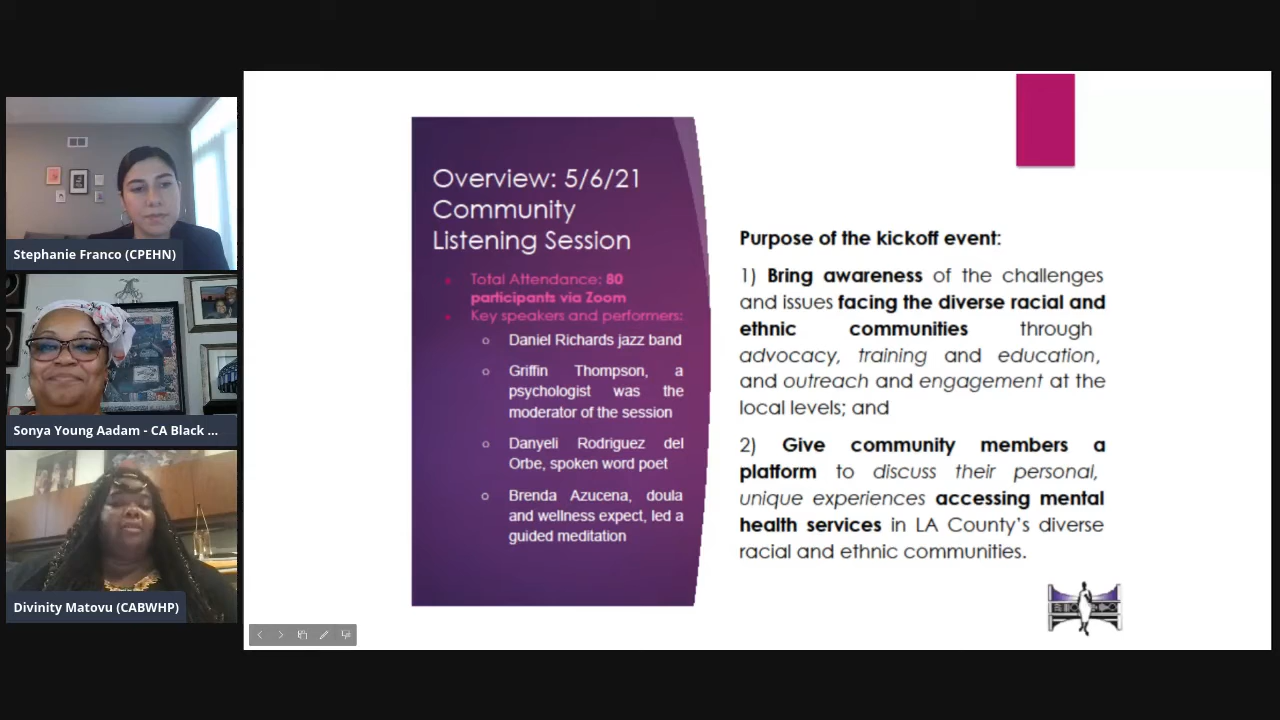 Stephanie Franco (CPEHN)
Sonya Young Aadam - CA Black ...
Divinity Matovu (CABWHP)
Overview: 5/6/21
Community
Listening Session
Total Attendance: 80
participants via Zoom
Key speakers and performers:
Daniel Richards jazz band
Griffin Thompson, a
psychologist was the
moderator of the session
Danyeli Rodriguez del
Orbe, spoken word poet
Brenda Azucena, doula
and wellness expect, led a
guided meditation
Purpose of the kickoff event:
1) Bring awareness of the challenges
and issues facing the diverse racial and
ethnic communities through
advocacy, training and education,
and outreach and engagement at the
local levels; and
2) Give community members a
platform to discuss their personal,
unique experiences accessing mental
health services in LA County's diverse
racial and ethnic communities.